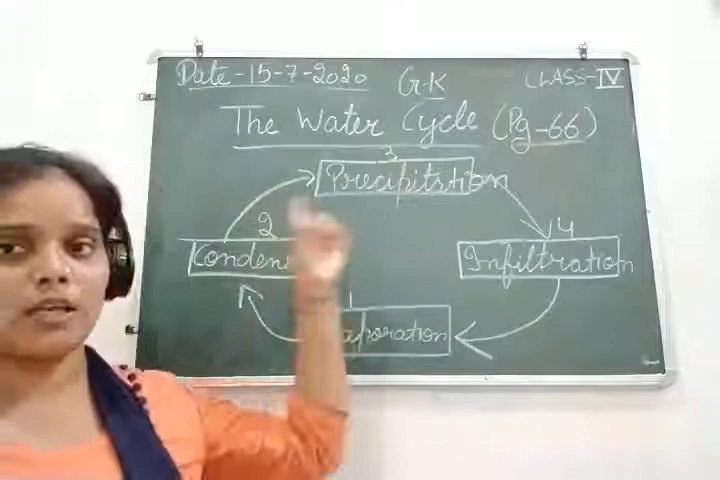 Date-15-7-2020 G.K CLASS-IV
The Water Cycle (Pg-66)
3
Precipitation
2
4
Infiltration
1